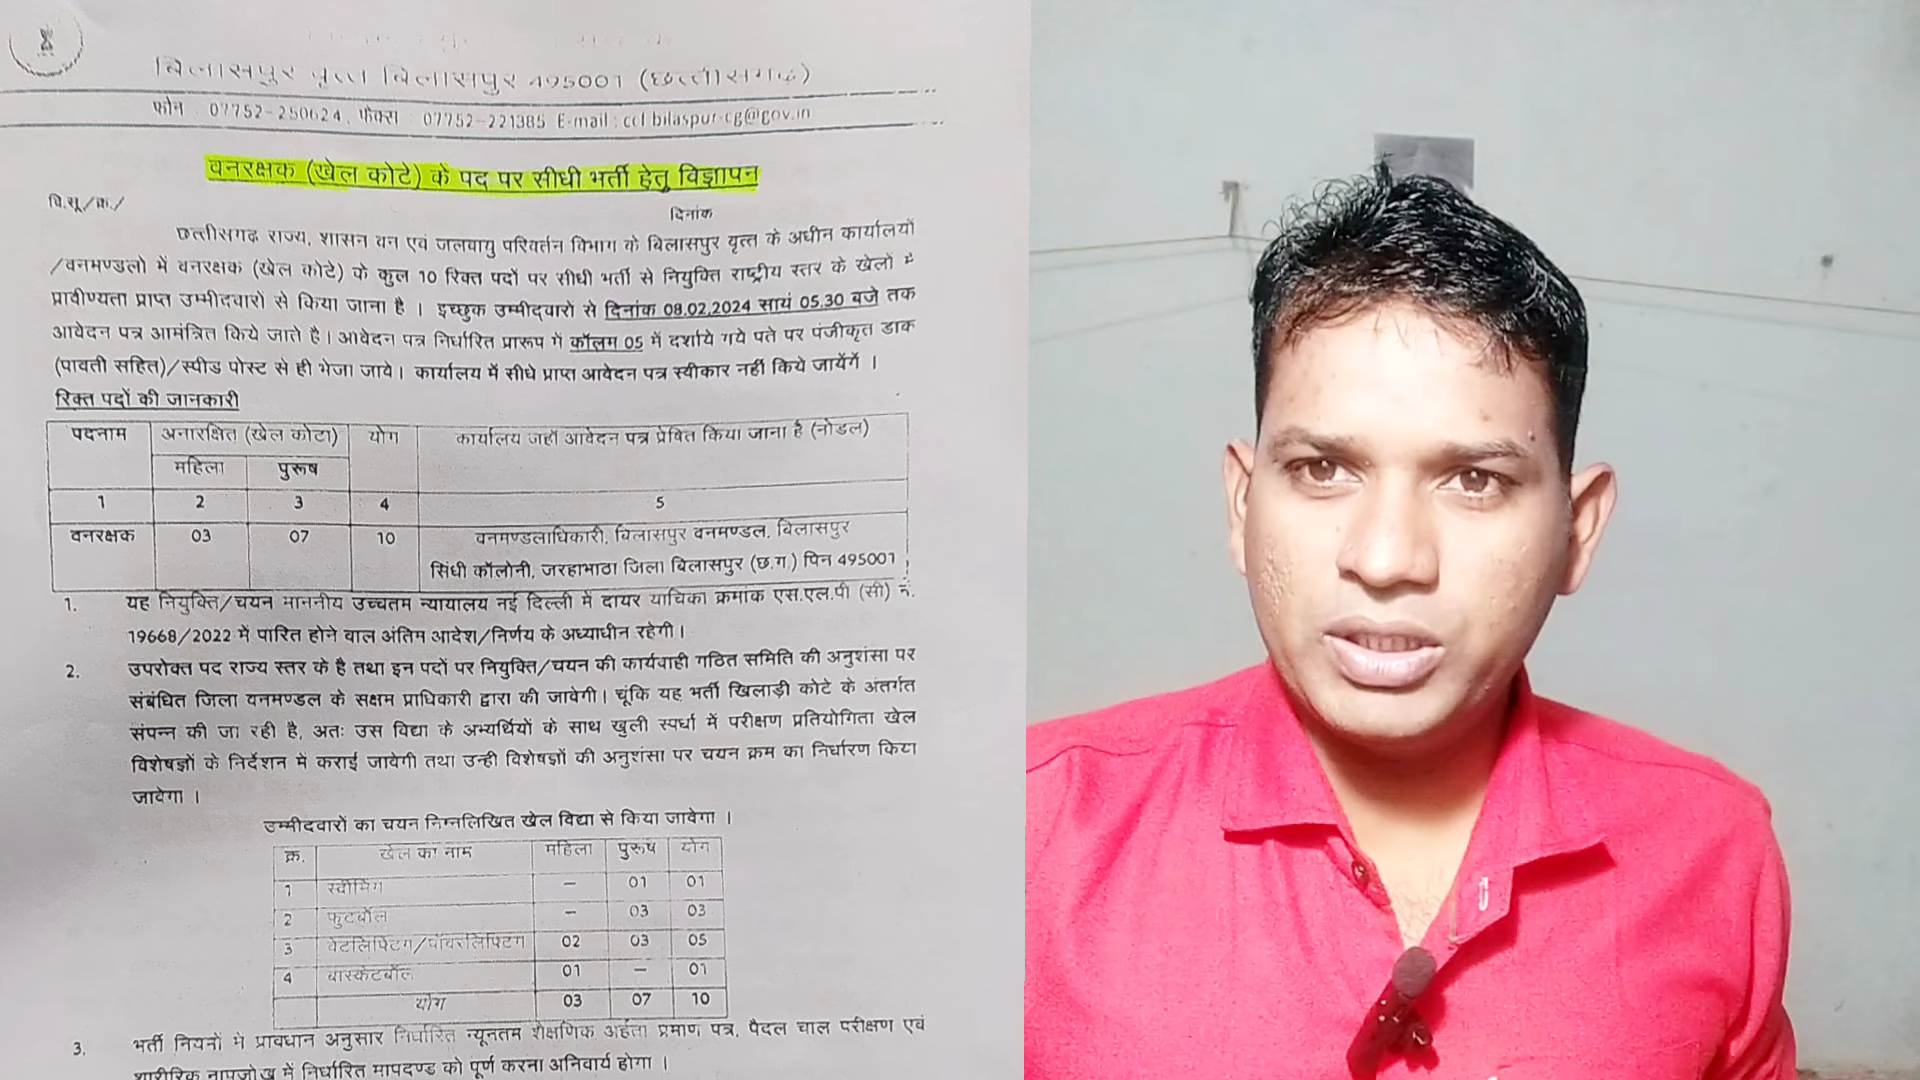 बिलासपुर वृत्त बिलासपुर 495001 (छत्तीसगढ़)
फोन : 07752-250624, फैक्स : 07752-221385 E-mail : ccf bilaspur-cg@gov.in
वनरक्षक (खेल कोटे) के पद पर सीधी भर्ती हेतु विज्ञापन
वि.सू./क्र./
दिनांक
छत्तीसगढ़ राज्य, शासन वन एवं जलवायु परिवर्तन विभाग के बिलासपुर वृत्त के अधीन कार्यालयों
/वनमण्डलो में वनरक्षक (खेल कोटे) के कुल 10 रिक्त पदों पर सीधी भर्ती से नियुक्ति राष्ट्रीय स्तर के खेलों में
प्रावीण्यता प्राप्त उम्मीदवारों से किया जाना है । इच्छुक उम्मीद्वारों से दिनांक 08.02.2024 सायं 05.30 बजे तक
आवेदन पत्र आमंत्रित किये जाते है। आवेदन पत्र निर्धारित प्रारूप में कॉलम 05 में दर्शाये गये पते पर पंजीकृत डाक
(पावती सहित)/स्पीड पोस्ट से ही भेजा जाये। कार्यालय में सीधे प्राप्त आवेदन पत्र स्वीकार नहीं किये जायेंगें ।
रिक्त पदों की जानकारी
पदनाम अनारक्षित (खेल कोटा) योग कार्यालय जहाँ आवेदन पत्र प्रेषित किया जाना है (नोडल)
महिला पुरूष
1 2 3 4 5
वनरक्षक 03 07 10 वनमण्डलाधिकारी, बिलासपुर वनमण्डल, बिलासपुर
सिंधी कॉलोनी, जरहाभाठा जिला बिलासपुर (छ.ग.) पिन 495001
1. यह नियुक्ति/चयन माननीय उच्चतम न्यायालय नई दिल्ली में दायर याचिका क्रमांक एस.एल.पी (सी) नं.
19668/2022 में पारित होने वाल अंतिम आदेश/निर्णय के अध्याधीन रहेगी।
2. उपरोक्त पद राज्य स्तर के है तथा इन पदों पर नियुक्ति/चयन की कार्यवाही गठित समिति की अनुशंसा पर
संबंधित जिला वनमण्डल के सक्षम प्राधिकारी द्वारा की जावेगी। चूंकि यह भर्ती खिलाड़ी कोटे के अंतर्गत
संपन्न की जा रही है, अतः उस विद्या के अभ्यर्थियों के साथ खुली स्पर्धा में परीक्षण प्रतियोगिता खेल
विशेषज्ञों के निर्देशन में कराई जावेगी तथा उन्ही विशेषज्ञों की अनुशंसा पर चयन क्रम का निर्धारण किया
जावेगा ।
उम्मीदवारों का चयन निम्नलिखित खेल विद्या से किया जावेगा ।
क्र. खेल का नाम महिला पुरूष योग
1 स्वीमिंग – 01 01
2 फुटबॉल – 03 03
3 वेटलिफ्टिंग/पॉवरलिफ्टिंग 02 03 05
4 बास्केटबॉल 01 – 01
योग 03 07 10
3. भर्ती नियमों में प्रावधान अनुसार निर्धारित न्यूनतम शैक्षणिक अर्हता प्रमाण पत्र, पैदल चाल परीक्षण एवं
शारीरिक नापजोख में निर्धारित मापदण्ड को पूर्ण करना अनिवार्य होगा ।